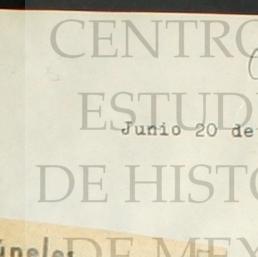 CENTRO
ESTUD
Junio 20 de
DE HISTO
DE MEX